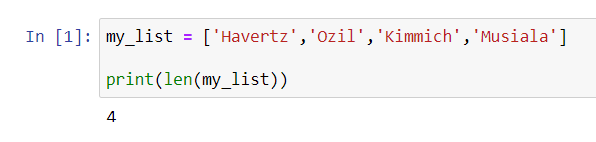 In [1]: my_list = ['Havertz','Ozil','Kimmich','Musiala']
print(len(my_list))
4